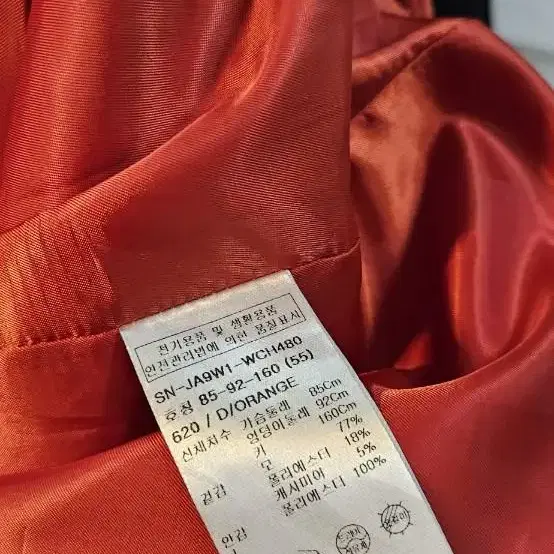 전기용품 및 생활용품
안전관리법에 의한 품질표시
SN-JA9W1-WCH480
호칭 85-92-160 (55)
620 / D/ORANGE
신체치수 가슴둘레 85Cm
엉덩이둘레 92Cm
키 160Cm
겉감 모 77%
폴리에스터 18%
캐시미어 5%
안감 폴리에스터 100%
드라이